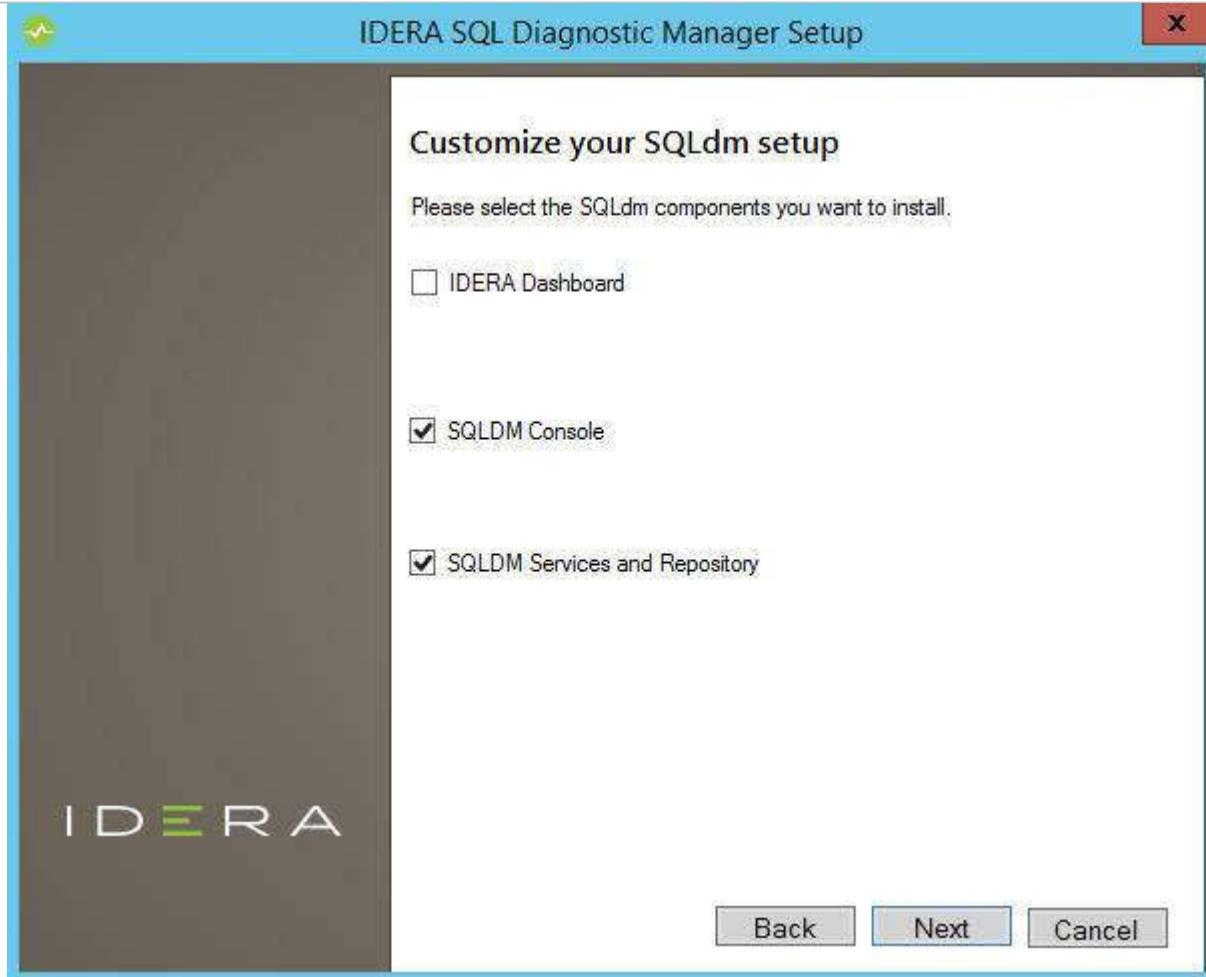 IDERA SQL Diagnostic Manager Setup
x
Customize your SQLdm setup
Please select the SQLdm components you want to install.
IDERA Dashboard
SQLDM Console
SQLDM Services and Repository
IDERA
Back Next Cancel